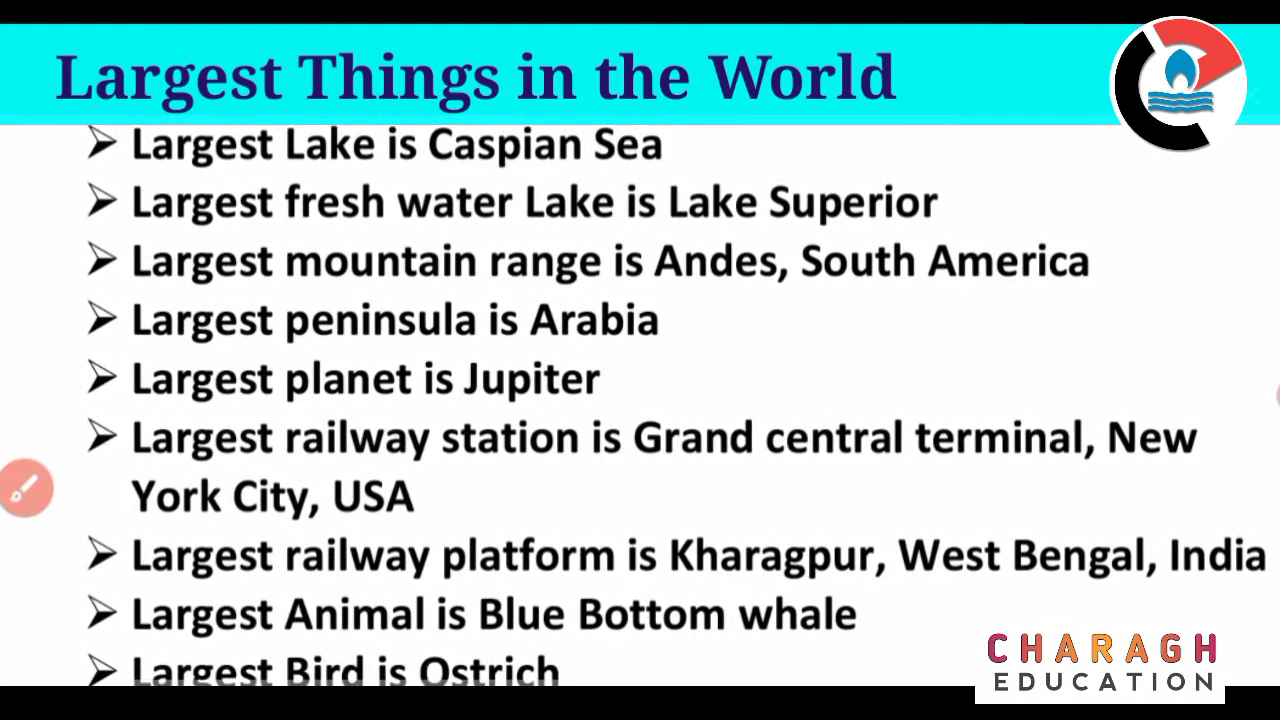 Largest Things in the World
➢ Largest Lake is Caspian Sea
➢ Largest fresh water Lake is Lake Superior
➢ Largest mountain range is Andes, South America
➢ Largest peninsula is Arabia
➢ Largest planet is Jupiter
➢ Largest railway station is Grand central terminal, New
York City, USA
➢ Largest railway platform is Kharagpur, West Bengal, India
➢ Largest Animal is Blue Bottom whale
➢ Largest Bird is Ostrich
CHARAGH
EDUCATION